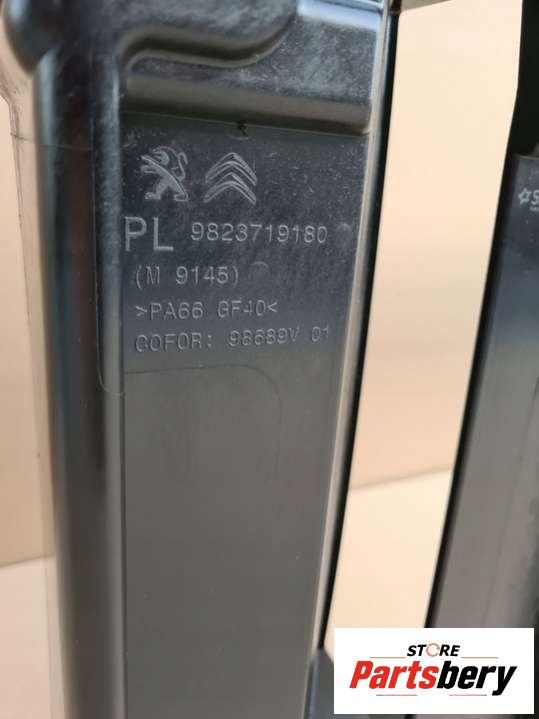 PL 9823719180
(M 9145)
>PA66 GF40<
COFOR: 98689V 01
STORE
Partsbery